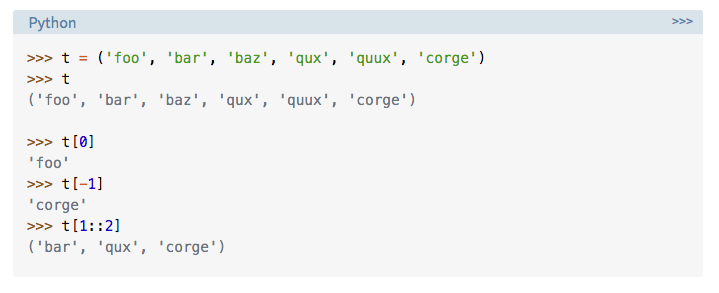 Python >>>
>>> t = ('foo', 'bar', 'baz', 'qux', 'quux', 'corge')
>>> t
('foo', 'bar', 'baz', 'qux', 'quux', 'corge')
>>> t[0]
'foo'
>>> t[-1]
'corge'
>>> t[1::2]
('bar', 'qux', 'corge')